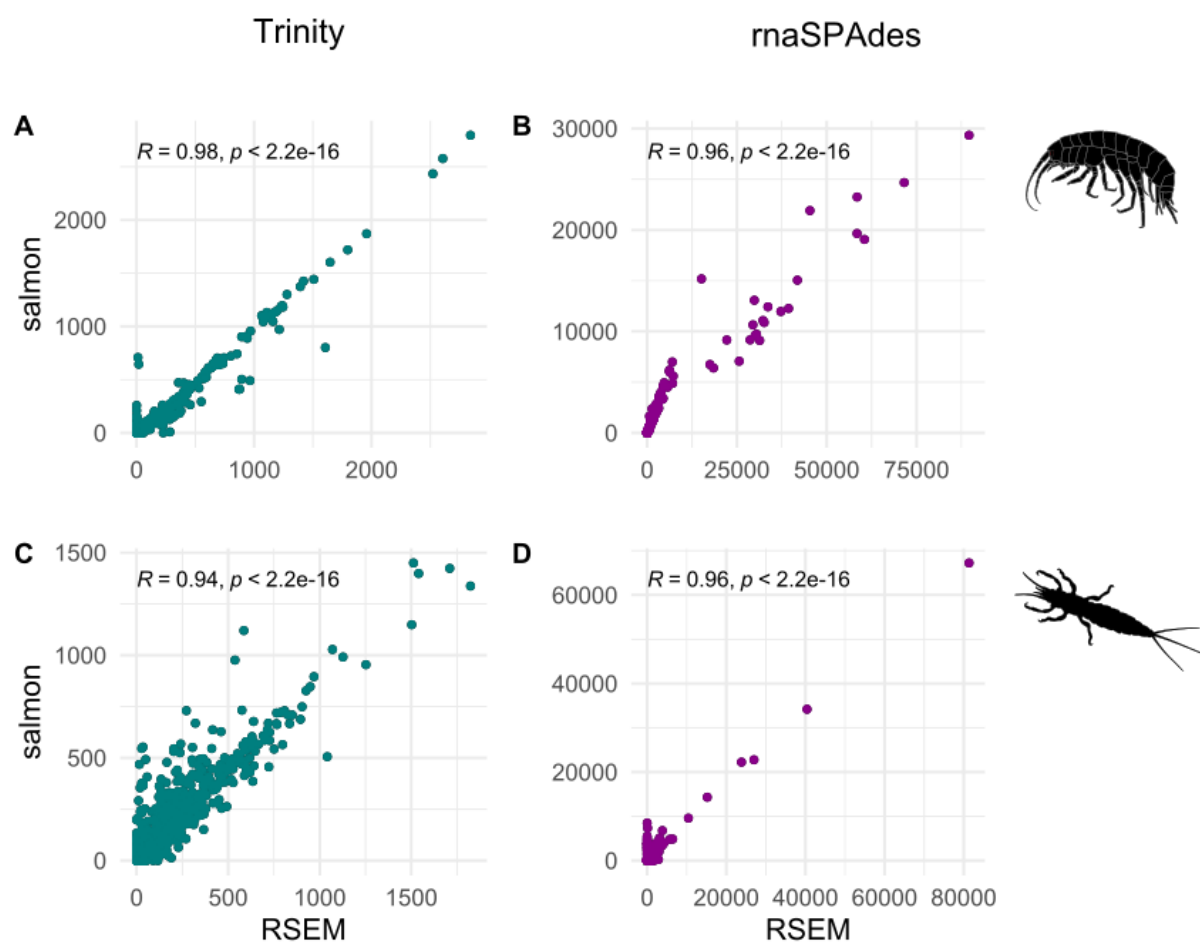 Trinity
rnaSPAdes
A
R = 0.98, p < 2.2e-16
salmon
2000
1000
0
0
1000
2000
B
R = 0.96, p < 2.2e-16
30000
20000
10000
0
0
25000
50000
75000
C
R = 0.94, p < 2.2e-16
salmon
1500
1000
500
0
0
500
1000
1500
RSEM
D
R = 0.96, p < 2.2e-16
60000
40000
20000
0
0
20000
40000
60000
80000
RSEM